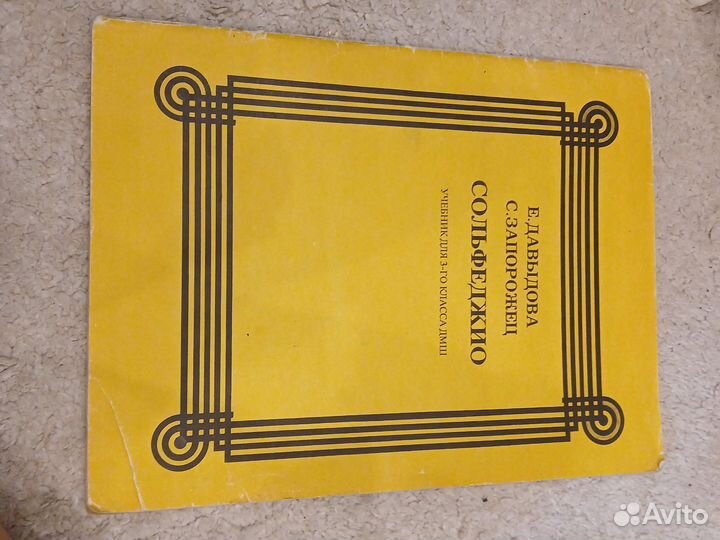 Е. ДАВЫДОВА
С. ЗАПОРОЖЕЦ
СОЛЬФЕДЖИО
УЧЕБНИК ДЛЯ 3-ГО КЛАССА ДМШ
Avito